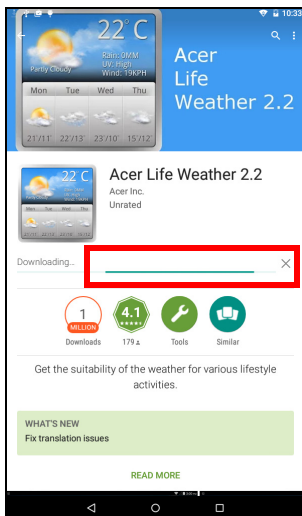 10:33
22° C
Rain: 0MM
UV: High
Wind: 19KPH
Partly Cloudy
Mon Tue Wed Thu
21°/11° 22°/13° 23°/10° 15°/12°
Acer
Life
Weather 2.2
22° C
Acer Life Weather 2.2
Acer Inc.
Unrated
Downloading...
1
MILLION
4.1
Downloads 179 Tools Similar
Get the suitability of the weather for various lifestyle
activities.
WHAT'S NEW
Fix translation issues
READ MORE